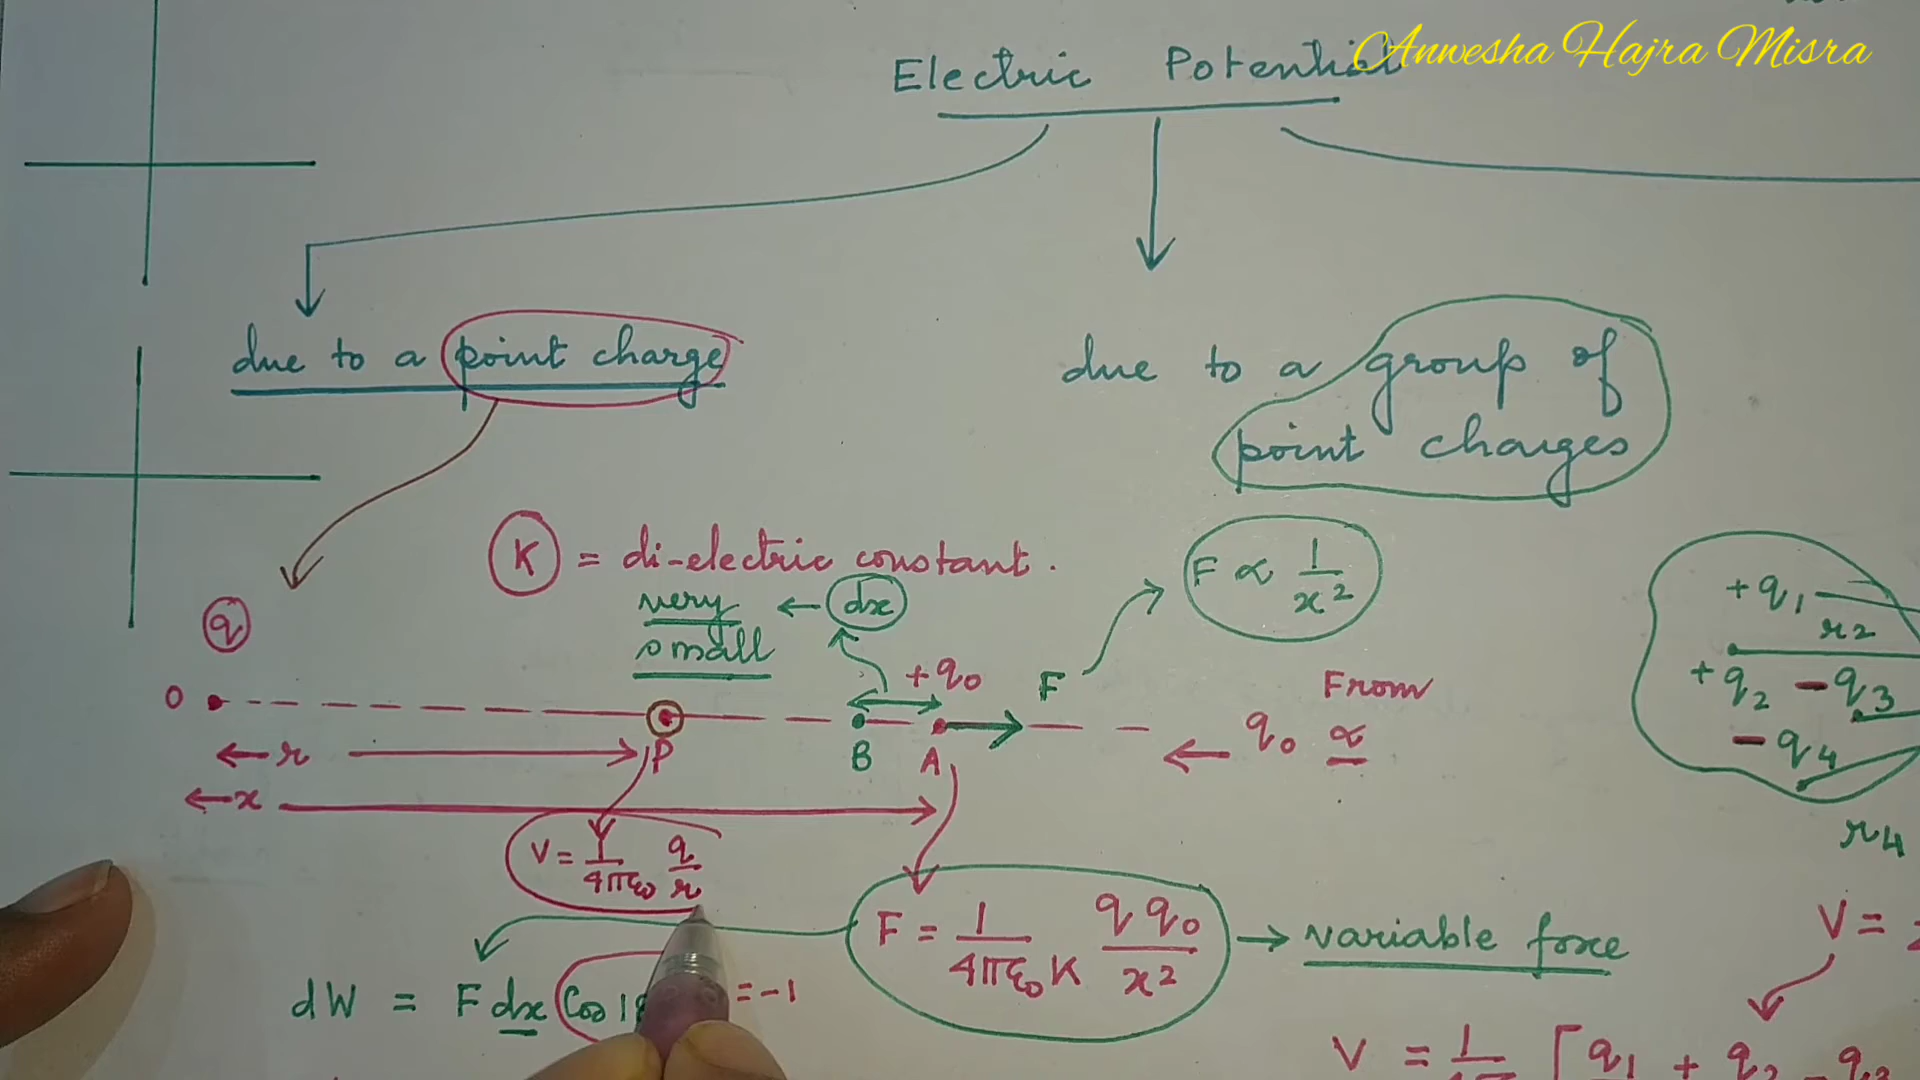 Anwesha Hajra Misra
Electric Potential
due to a point charge
due to a group of
point charges
K = di-electric constant.
F ∝ 1/x²
very ← dx
small
q
+q₁
r₂
+q₂ -q₃
-q₄
r₄
+q₀
F
From
q₀ ∝
O
P
B
A
r
x
V = 1/4πε₀ q/r
F = 1/4πε₀K qq₀/x² → variable force
V =
dW = F dx Cos = -1
V = 1 [q₁ + q₂ - q₃